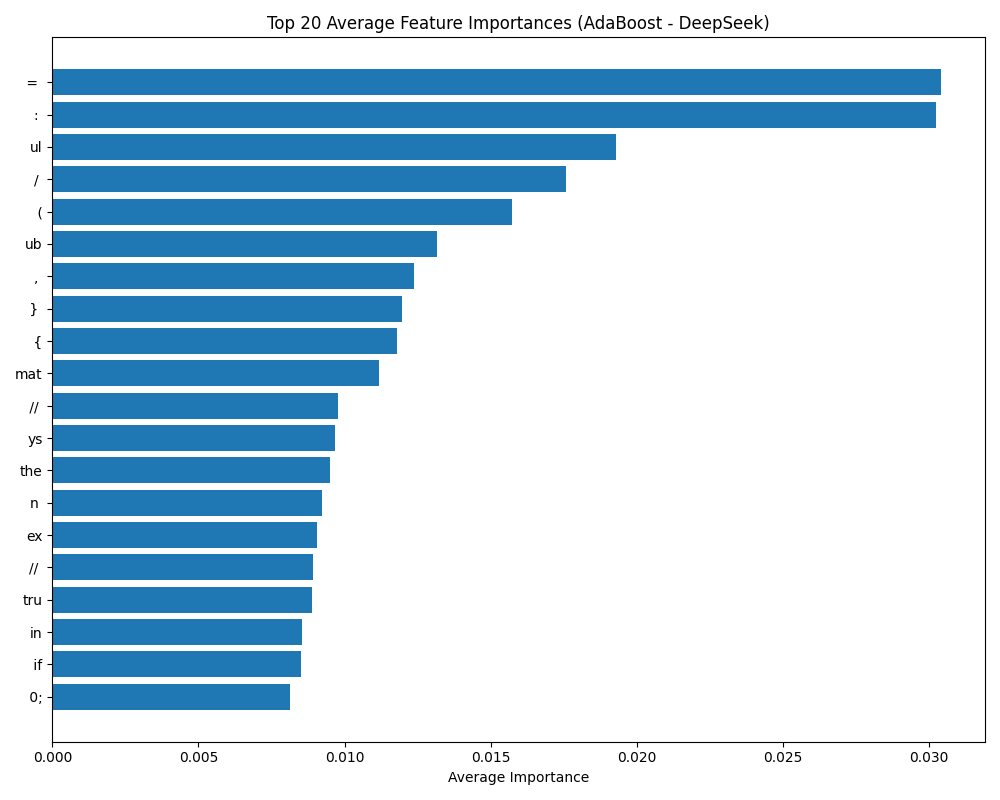 Top 20 Average Feature Importances (AdaBoost - DeepSeek)
=
:
ul
/
(
ub
,
}
{
mat
//
ys
the
n
ex
//
tru
in
if
0;
0.000 0.005 0.010 0.015 0.020 0.025 0.030
Average Importance